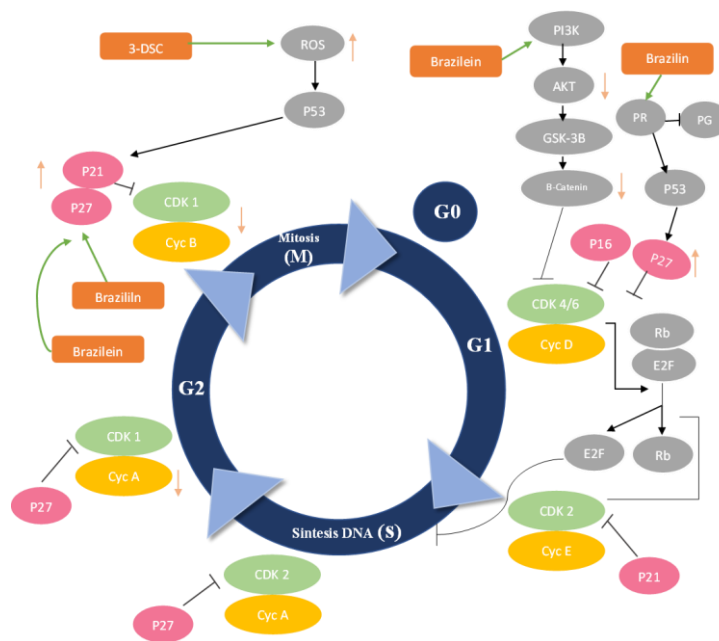 3-DSC
ROS
P53
P21
P27
CDK 1
Cyc B
Brazililn
Brazilein
Brazilein
PI3K
AKT
GSK-3B
B-Catenin
Brazilin
PR
PG
P53
P16
P27
G0
Mitosis
(M)
G1
G2
Sintesis DNA (S)
CDK 4/6
Cyc D
Rb
E2F
E2F
Rb
CDK 2
Cyc E
P21
CDK 1
Cyc A
P27
CDK 2
Cyc A
P27